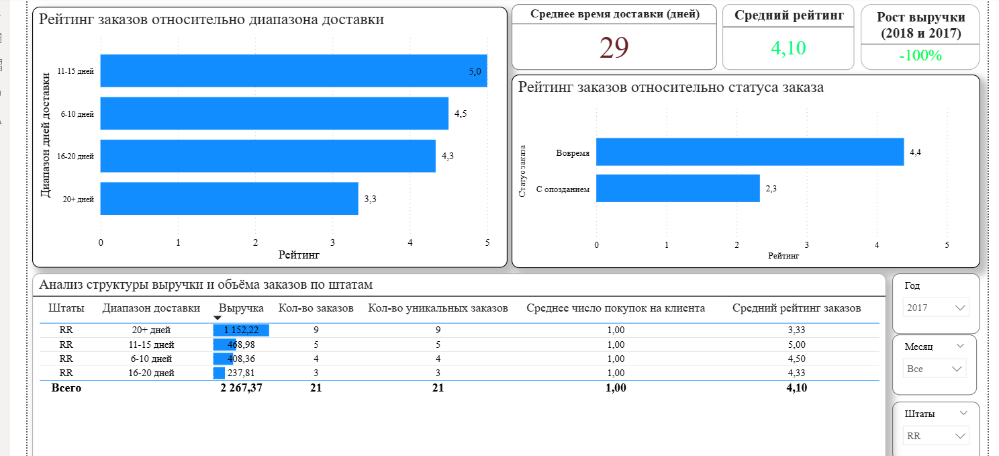 Рейтинг заказов относительно диапазона доставки
Диапазон дней доставки
11-15 дней
5,0
6-10 дней
4,5
16-20 дней
4,3
20+ дней
3,3
0 1 2 3 4 5
Рейтинг
Среднее время доставки (дней)
29
Средний рейтинг
4,10
Рост выручки
(2018 и 2017)
-100%
Рейтинг заказов относительно статуса заказа
Статус заказа
Вовремя
4,4
С опозданием
2,3
0 1 2 3 4 5
Рейтинг
Анализ структуры выручки и объёма заказов по штатам
Штаты Диапазон доставки Выручка Кол-во заказов Кол-во уникальных заказов Среднее число покупок на клиента Средний рейтинг заказов
RR 20+ дней 1 152,22 9 9 1,00 3,33
RR 11-15 дней 468,98 5 5 1,00 5,00
RR 6-10 дней 408,36 4 4 1,00 4,50
RR 16-20 дней 237,81 3 3 1,00 4,33
Всего 2 267,37 21 21 1,00 4,10
Год
2017
Месяц
Все
Штаты
RR